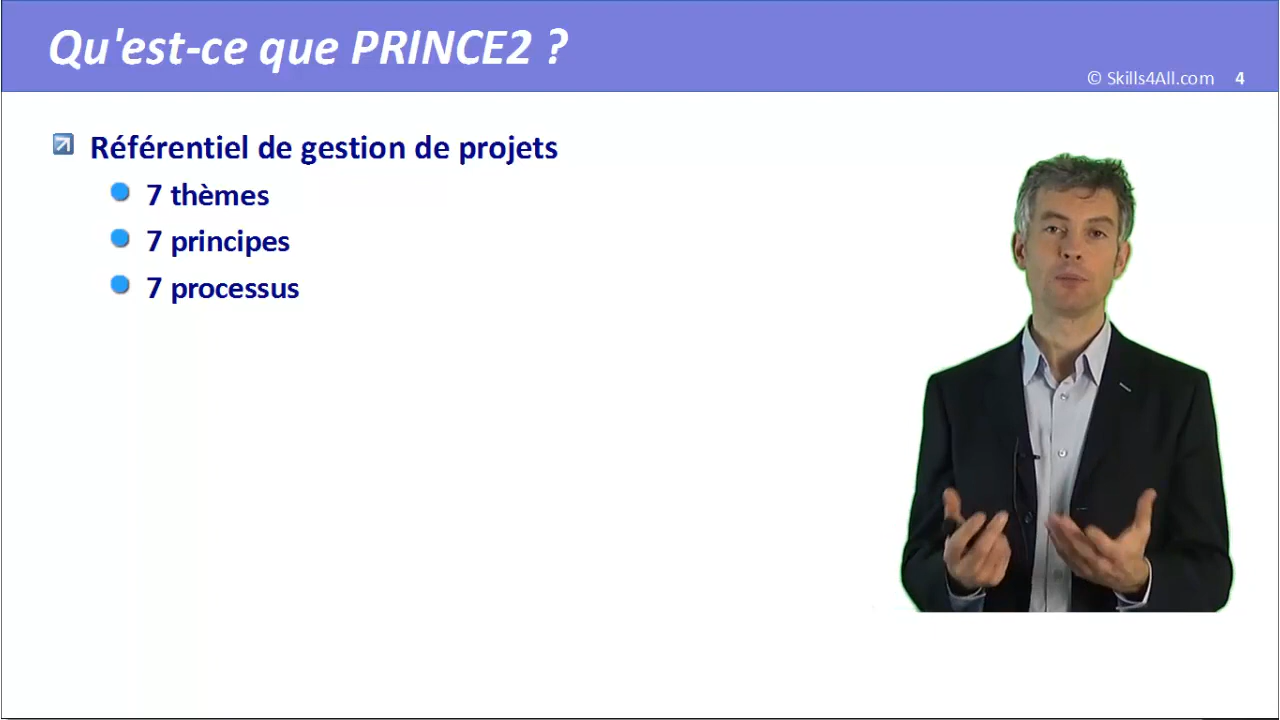 Qu'est-ce que PRINCE2 ?
© Skills4All.com 4
Référentiel de gestion de projets
7 thèmes
7 principes
7 processus